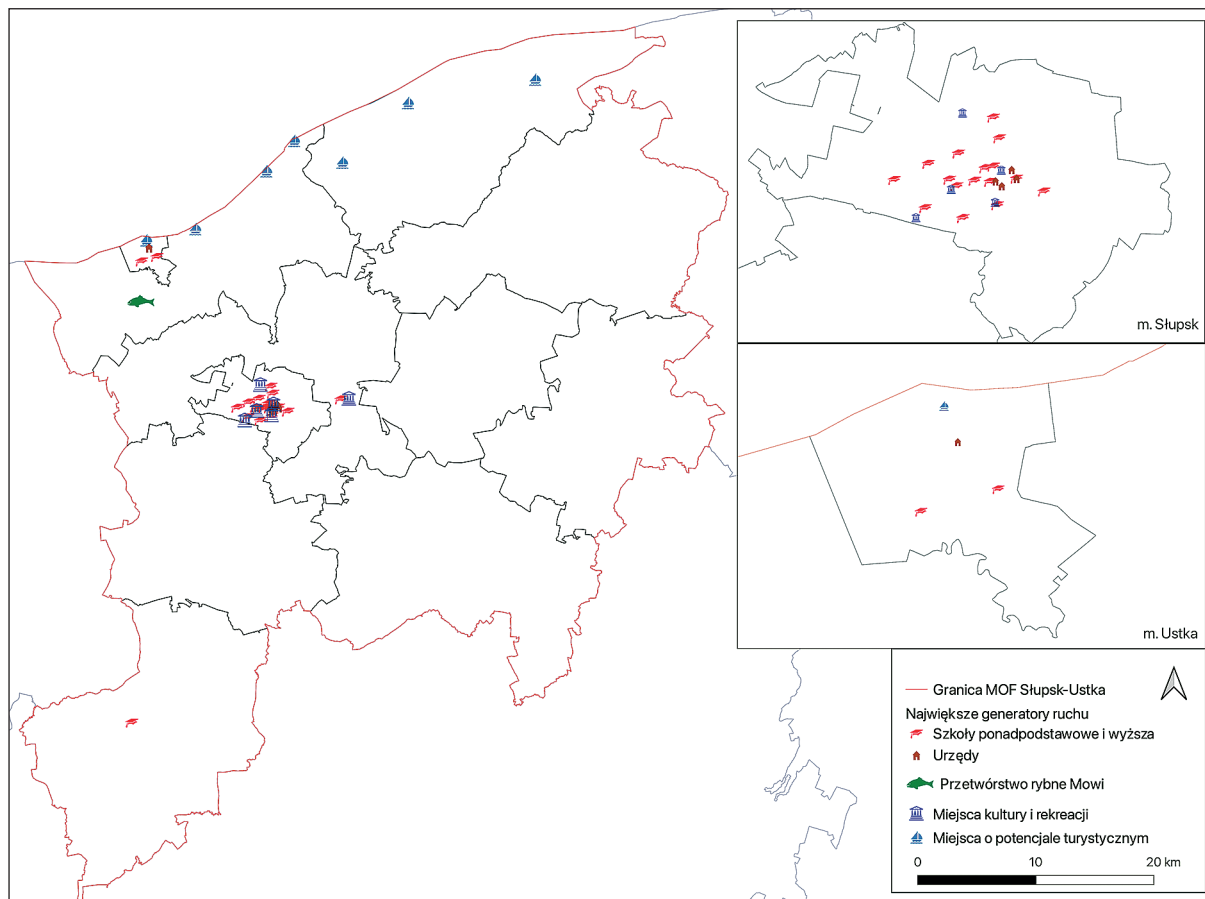 m. Słupsk
m. Ustka
Granica MOF Słupsk-Ustka
Największe generatory ruchu
Szkoły ponadpodstawowe i wyższa
Urzędy
Przetwórstwo rybne Mowi
Miejsca kultury i rekreacji
Miejsca o potencjale turystycznym
0 10 20 km